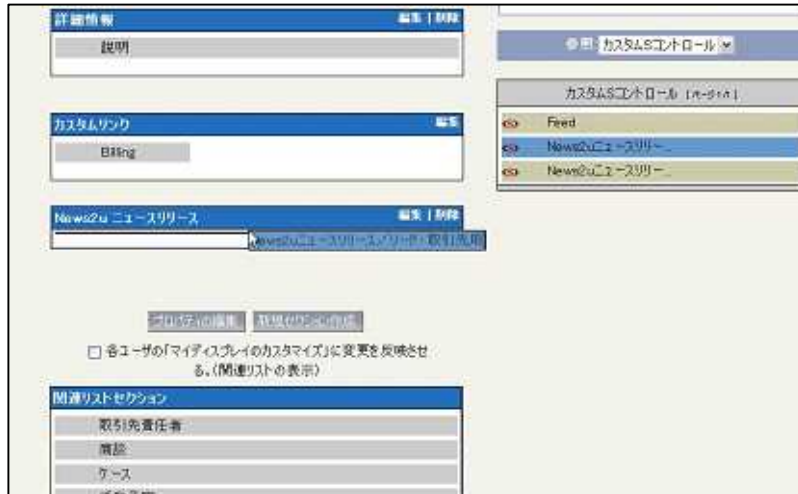 詳細情報
編集 | 削除
説明
カスタムリンク
編集
Billing
News2u ニュースリリース
編集 | 削除
News2uニュースリリース/リード・取引先用
プロパティの編集
新規セクションの作成
各ユーザの「マイディスプレイのカスタマイズ」に変更を反映させ
る。(関連リストの表示)
関連リストセクション
取引先責任者
商談
ケース
参照:
カスタムSコントロール
カスタムSコントロール
Feed
News2uニュースリリー...
News2uニュースリリー...